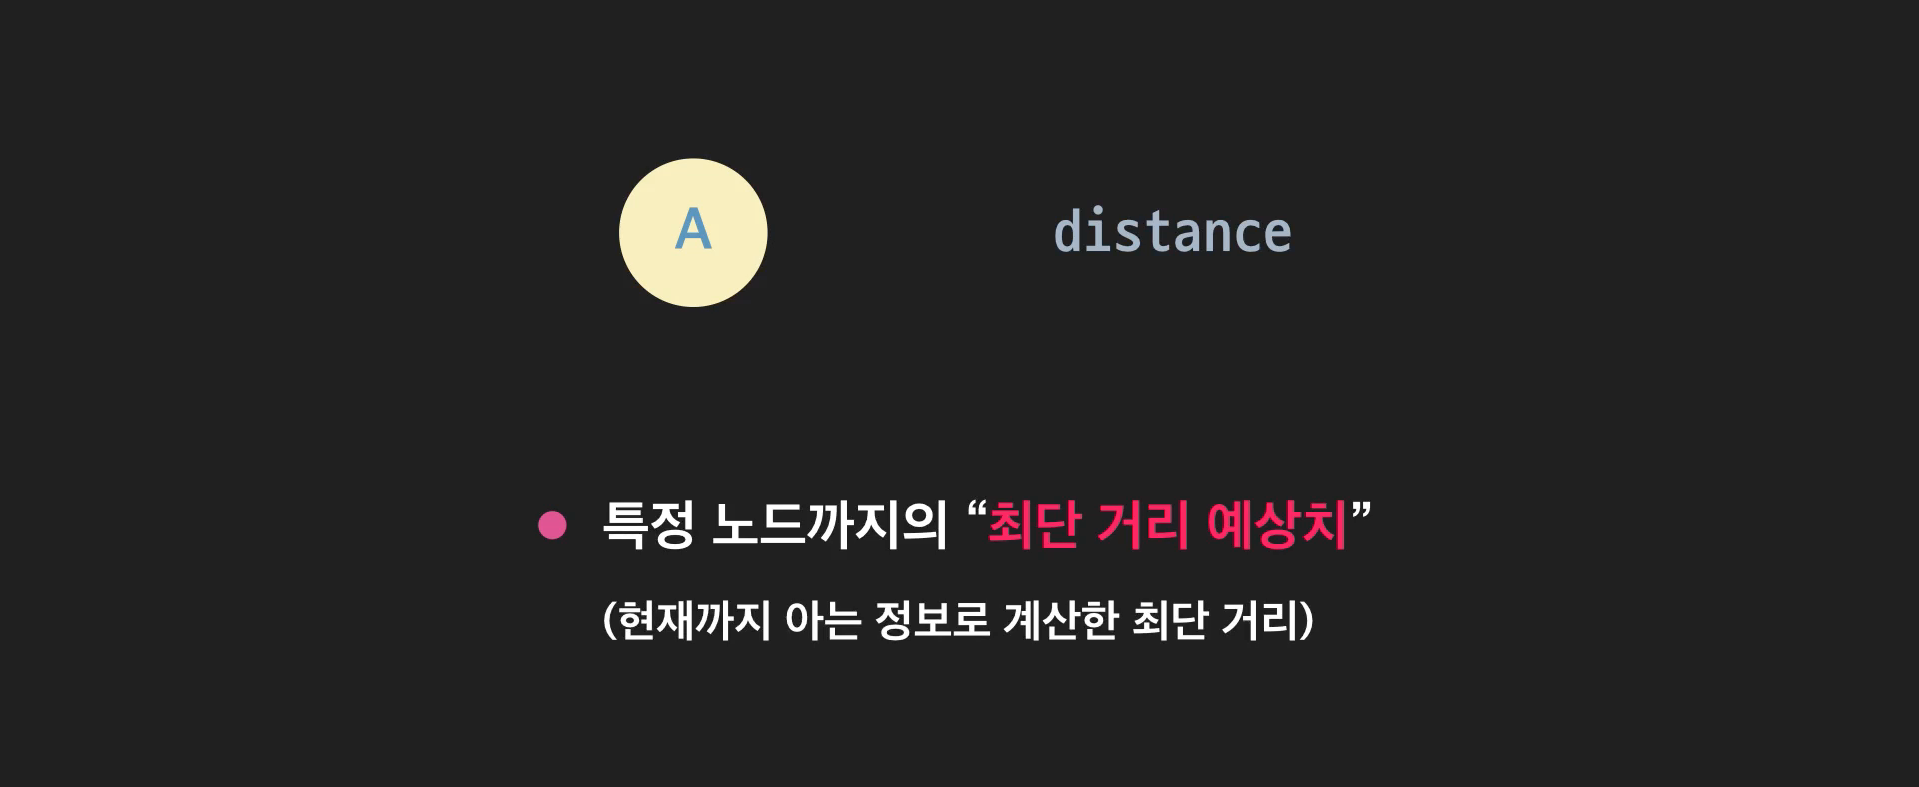 A
distance
특정 노드까지의 “최단 거리 예상치”
(현재까지 아는 정보로 계산한 최단 거리)